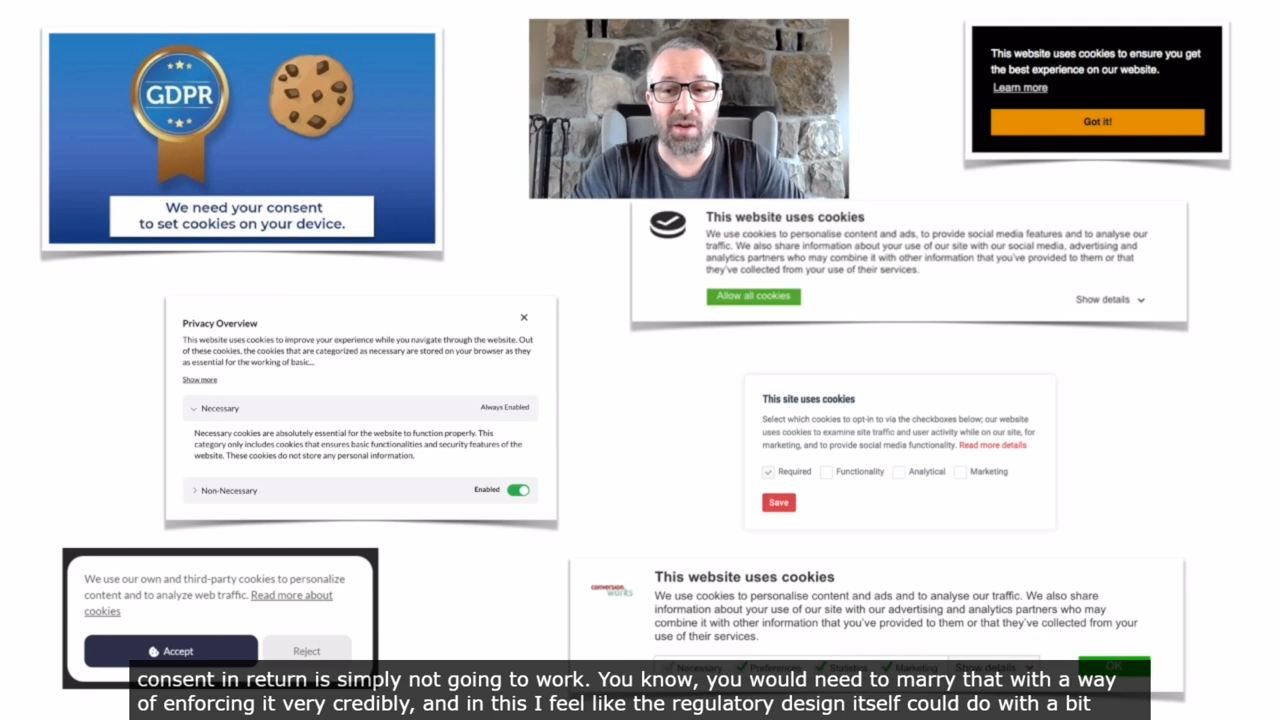 GDPR
We need your consent
to set cookies on your device.
This website uses cookies to ensure you get
the best experience on our website.
Learn more
Got it!
This website uses cookies
We use cookies to personalise content and ads, to provide social media features and to analyse our
traffic. We also share information about your use of our site with our social media, advertising and
analytics partners who may combine it with other information that you've provided to them or that
they've collected from your use of their services.
Allow all cookies
Show details
Privacy Overview
This website uses cookies to improve your experience while you navigate through the website. Out
of these cookies, the cookies that are categorized as necessary are stored on your browser as they
as essential for the working of basic...
Show more
Necessary
Always Enabled
Necessary cookies are absolutely essential for the website to function properly. This
category only includes cookies that ensures basic functionalities and security features of the
website. These cookies do not store any personal information.
Non-Necessary
Enabled
This site uses cookies
Select which cookies to opt-in to via the checkboxes below; our website
uses cookies to examine site traffic and user activity while on our site, for
marketing, and to provide social media functionality. Read more details
Required Functionality Analytical Marketing
Save
We use our own and third-party cookies to personalize
content and to analyze web traffic. Read more about
cookies
Accept
Reject
conversion
works
This website uses cookies
We use cookies to personalise content and ads and to analyse our traffic. We also share
information about your use of our site with our advertising and analytics partners who may
combine it with other information that you've provided to them or that they've collected from your
use of their services.
Necessary Preferences Statistics Marketing Show details
OK
consent in return is simply not going to work. You know, you would need to marry that with a way
of enforcing it very credibly, and in this I feel like the regulatory design itself could do with a bit